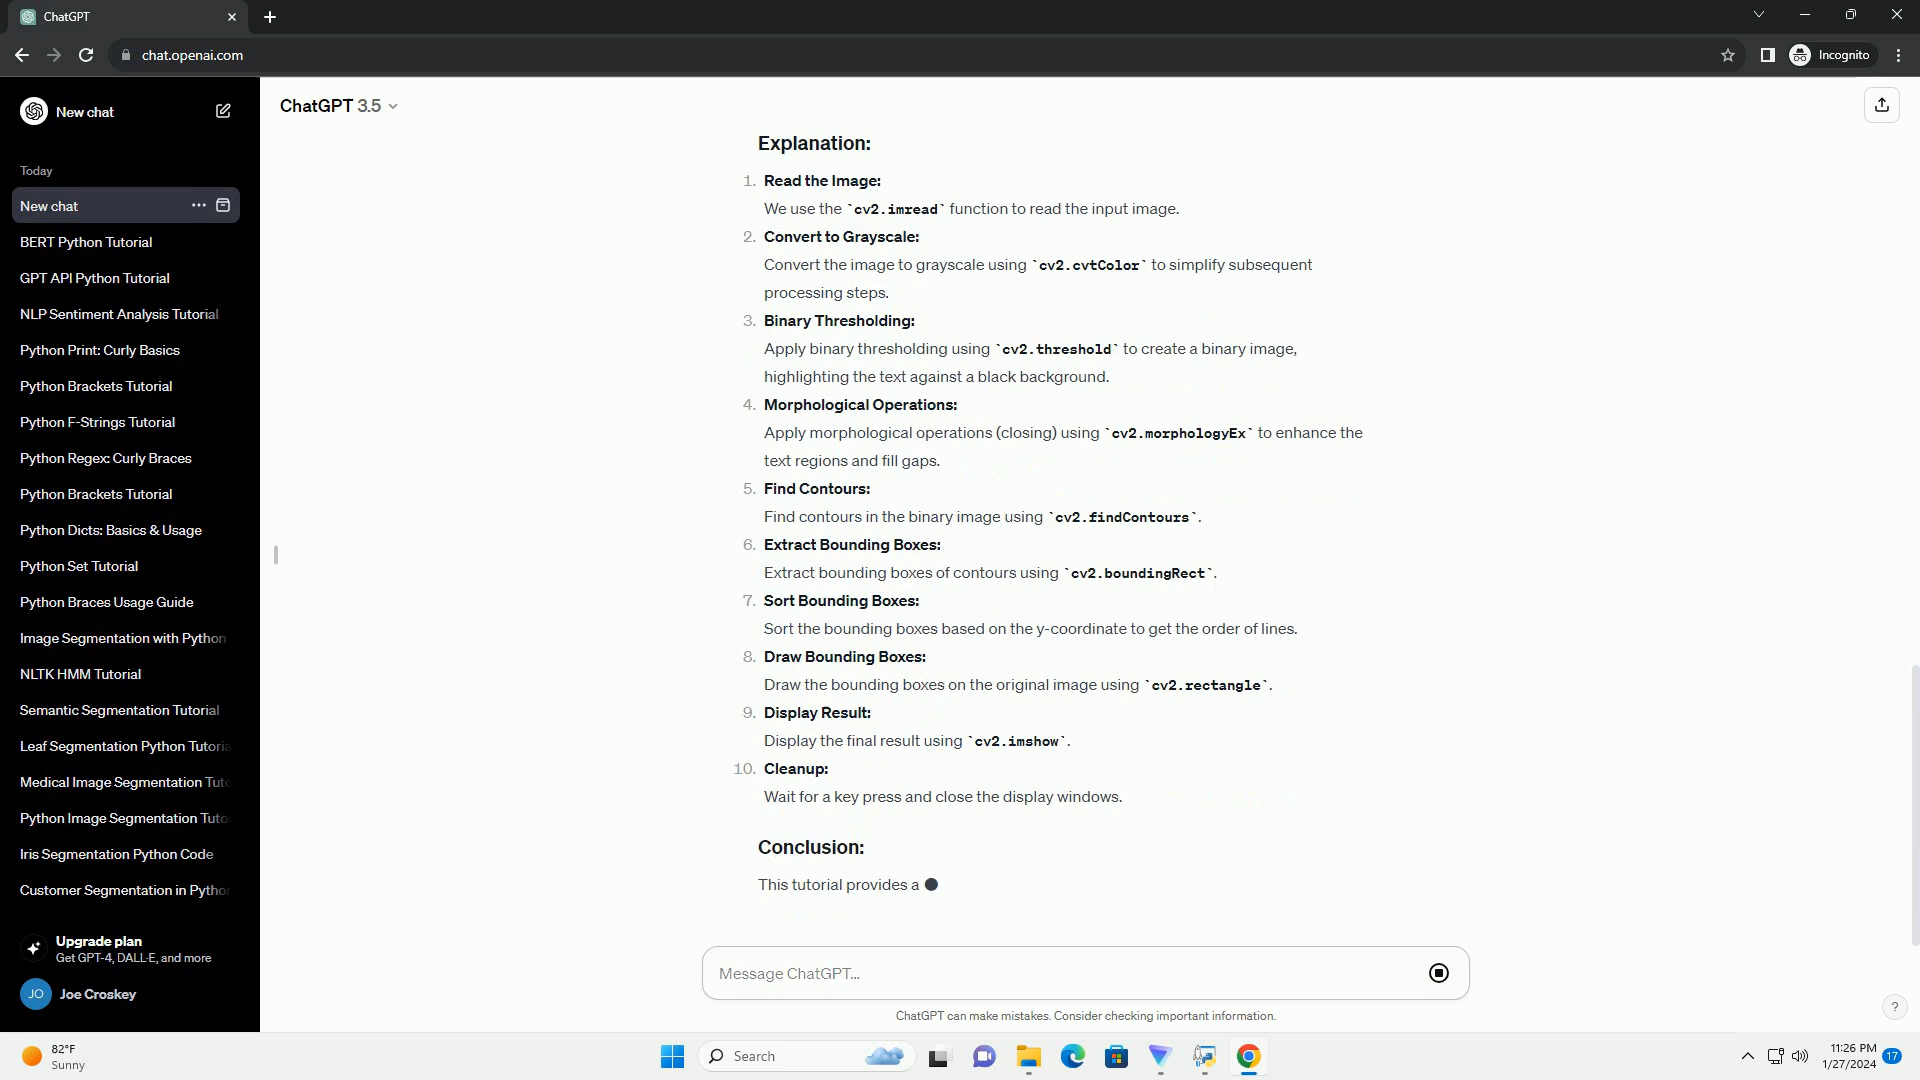 ChatGPT
chat.openai.com
Incognito
New chat
ChatGPT 3.5
Today
New chat
BERT Python Tutorial
GPT API Python Tutorial
NLP Sentiment Analysis Tutorial
Python Print: Curly Basics
Python Brackets Tutorial
Python F-Strings Tutorial
Python Regex: Curly Braces
Python Brackets Tutorial
Python Dicts: Basics & Usage
Python Set Tutorial
Python Braces Usage Guide
Image Segmentation with Python
NLTK HMM Tutorial
Semantic Segmentation Tutorial
Leaf Segmentation Python Tutoria
Medical Image Segmentation Tuto
Python Image Segmentation Tuto
Iris Segmentation Python Code
Customer Segmentation in Pytho
Upgrade plan
Get GPT-4, DALL·E, and more
JO Joe Croskey
Explanation:
1. Read the Image:
We use the `cv2.imread` function to read the input image.
2. Convert to Grayscale:
Convert the image to grayscale using `cv2.cvtColor` to simplify subsequent
processing steps.
3. Binary Thresholding:
Apply binary thresholding using `cv2.threshold` to create a binary image,
highlighting the text against a black background.
4. Morphological Operations:
Apply morphological operations (closing) using `cv2.morphologyEx` to enhance the
text regions and fill gaps.
5. Find Contours:
Find contours in the binary image using `cv2.findContours`.
6. Extract Bounding Boxes:
Extract bounding boxes of contours using `cv2.boundingRect`.
7. Sort Bounding Boxes:
Sort the bounding boxes based on the y-coordinate to get the order of lines.
8. Draw Bounding Boxes:
Draw the bounding boxes on the original image using `cv2.rectangle`.
9. Display Result:
Display the final result using `cv2.imshow`.
10. Cleanup:
Wait for a key press and close the display windows.
Conclusion:
This tutorial provides a
Message ChatGPT...
ChatGPT can make mistakes. Consider checking important information.
?
82°F
Sunny
Search
11:26 PM
1/27/2024
17